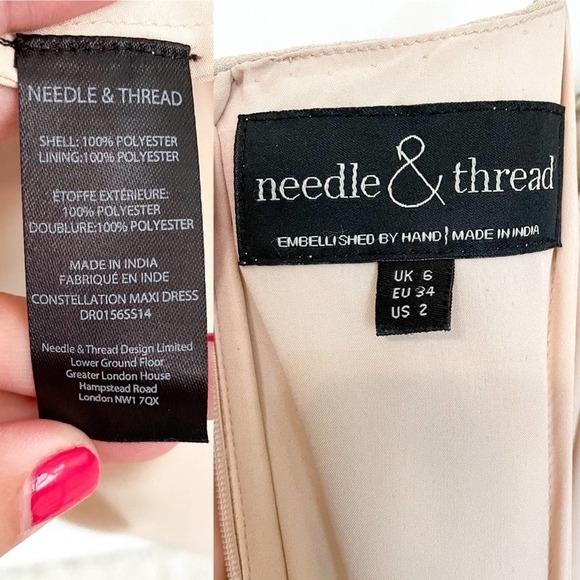 NEEDLE & THREAD
SHELL: 100% POLYESTER
LINING:100% POLYESTER
ÉTOFFE EXTÉRIEURE:
100% POLYESTER
DOUBLURE:100% POLYESTER
MADE IN INDIA
FABRIQUÉ EN INDE
CONSTELLATION MAXI DRESS
DR0156SS14
Needle & Thread Design Limited
Lower Ground Floor
Greater London House
Hampstead Road
London NW1 7QX
needle & thread
EMBELLISHED BY HAND | MADE IN INDIA
UK 6
EU 34
US 2